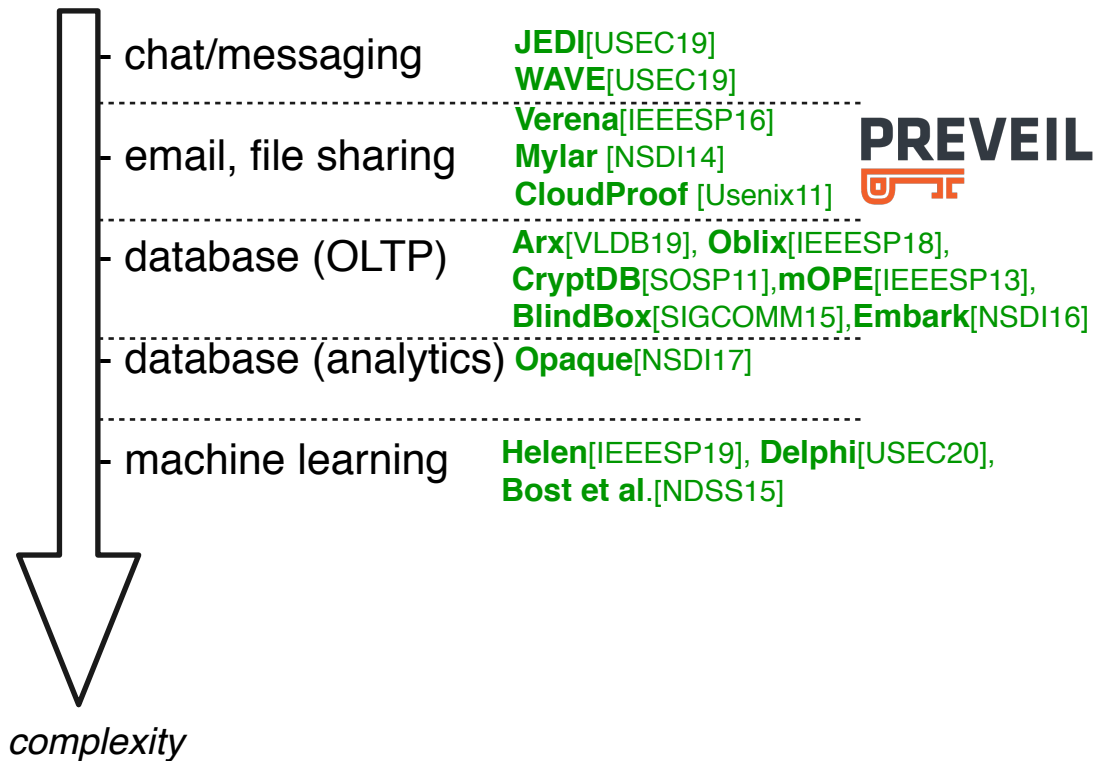 - chat/messaging
JEDI[USEC19]
WAVE[USEC19]
- email, file sharing
Verena[IEEESP16]
Mylar [NSDI14]
CloudProof [Usenix11]
PREVEIL
- database (OLTP)
Arx[VLDB19], Oblix[IEEESP18],
CryptDB[SOSP11],mOPE[IEEESP13],
BlindBox[SIGCOMM15],Embark[NSDI16]
- database (analytics)
Opaque[NSDI17]
- machine learning
Helen[IEEESP19], Delphi[USEC20],
Bost et al.[NDSS15]
complexity